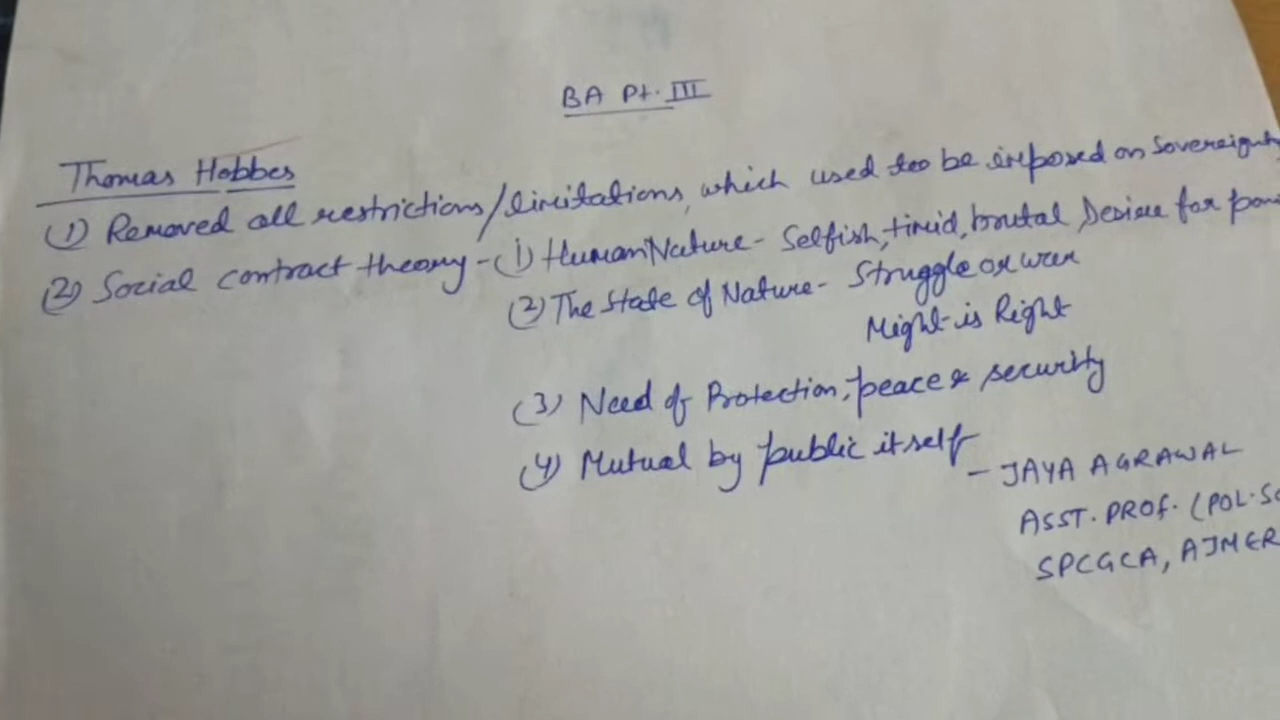 BA Pt. III
Thomas Hobbes
(1) Removed all restrictions/limitations, which used too be imposed on Sovereignty
(2) Social contract theory - (1) Human Nature - Selfish, timid, brutal, Desire for
(2) The State of Nature - Struggle or war
Might is Right
(3) Need of Protection, peace & security
(4) Mutual by public itself
- JAYA AGRAWAL
ASST. PROF. (POL. Sc
SPCGCA, AJMER